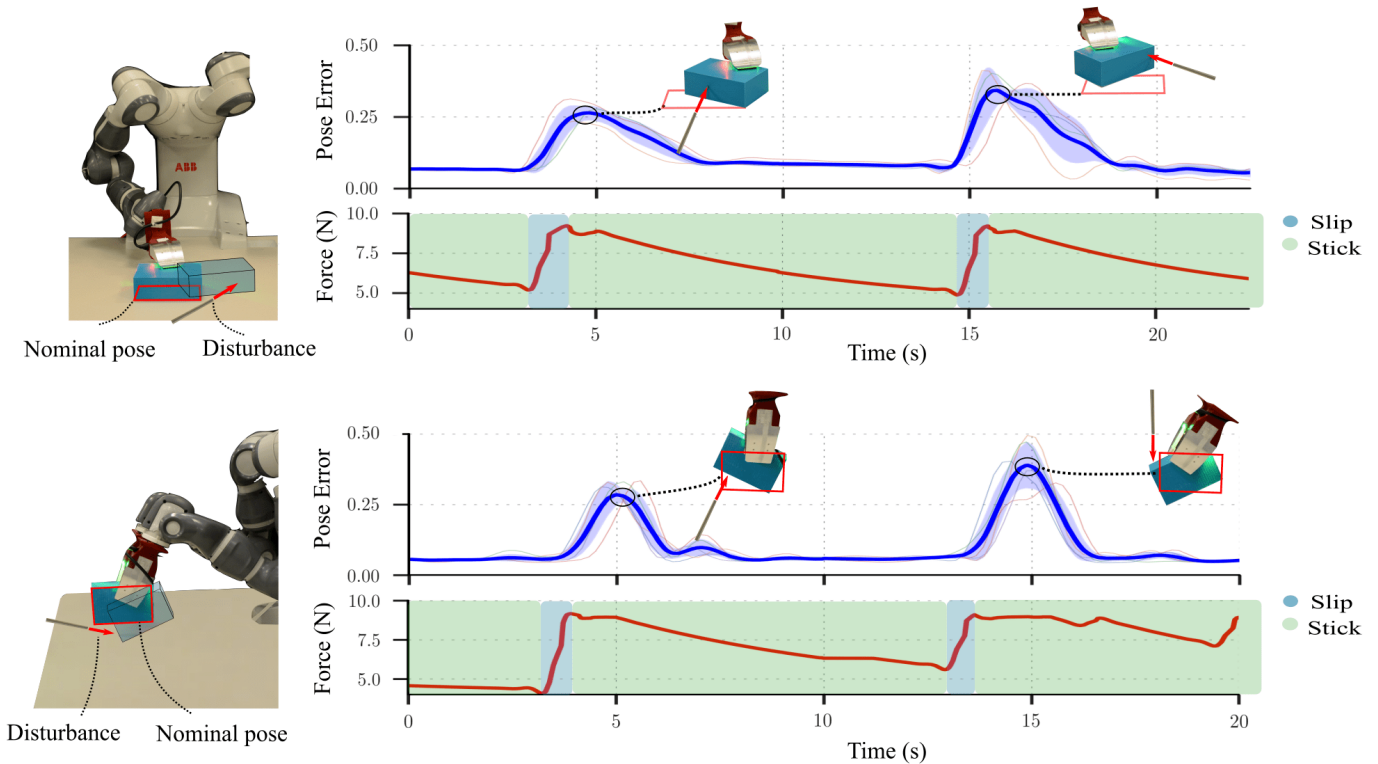 0.50
0.25
0.00
Pose Error
ABB
10.0
7.5
5.0
Force (N)
Slip
Stick
0 5 10 15 20
Time (s)
Nominal pose Disturbance
0.50
0.25
0.00
Pose Error
10.0
7.5
5.0
Force (N)
Slip
Stick
0 5 10 15 20
Time (s)
Disturbance Nominal pose